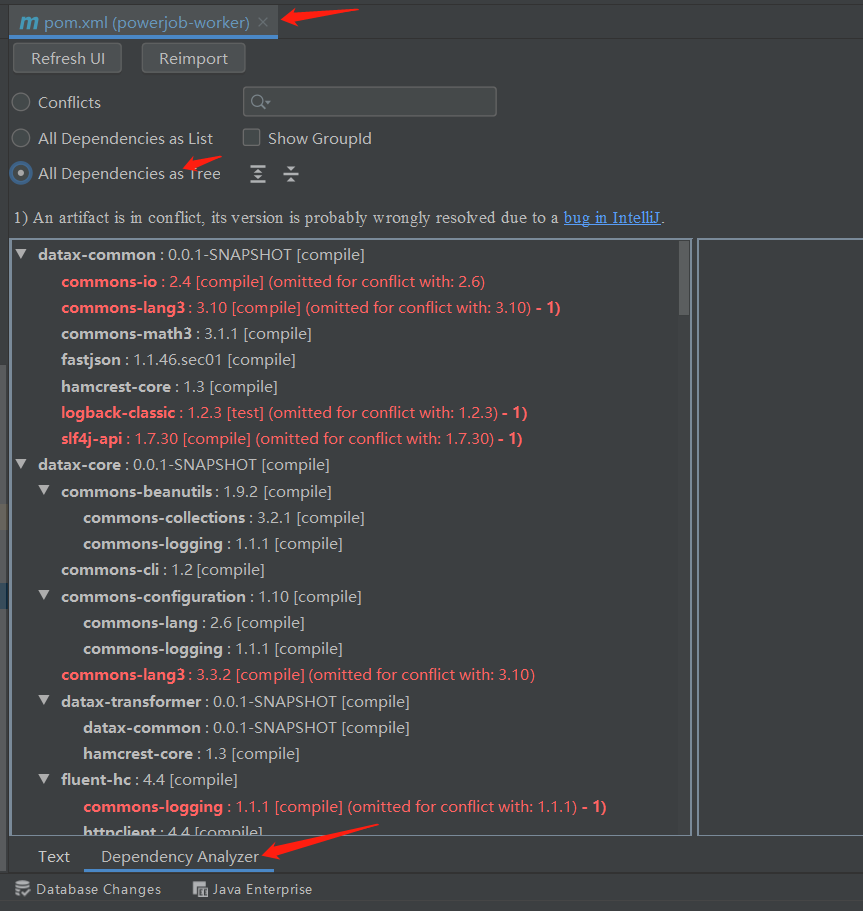 m pom.xml (powerjob-worker) ×
Refresh UI Reimport
Conflicts
All Dependencies as List Show GroupId
All Dependencies as Tree
1) An artifact is in conflict, its version is probably wrongly resolved due to a bug in IntelliJ.
datax-common : 0.0.1-SNAPSHOT [compile]
commons-io : 2.4 [compile] (omitted for conflict with: 2.6)
commons-lang3 : 3.10 [compile] (omitted for conflict with: 3.10) - 1)
commons-math3 : 3.1.1 [compile]
fastjson : 1.1.46.sec01 [compile]
hamcrest-core : 1.3 [compile]
logback-classic : 1.2.3 [test] (omitted for conflict with: 1.2.3) - 1)
slf4j-api : 1.7.30 [compile] (omitted for conflict with: 1.7.30) - 1)
datax-core : 0.0.1-SNAPSHOT [compile]
commons-beanutils : 1.9.2 [compile]
commons-collections : 3.2.1 [compile]
commons-logging : 1.1.1 [compile]
commons-cli : 1.2 [compile]
commons-configuration : 1.10 [compile]
commons-lang : 2.6 [compile]
commons-logging : 1.1.1 [compile]
commons-lang3 : 3.3.2 [compile] (omitted for conflict with: 3.10)
datax-transformer : 0.0.1-SNAPSHOT [compile]
datax-common : 0.0.1-SNAPSHOT [compile]
hamcrest-core : 1.3 [compile]
fluent-hc : 4.4 [compile]
commons-logging : 1.1.1 [compile] (omitted for conflict with: 1.1.1) - 1)
httpclient : 4.4 [compile]
Text Dependency Analyzer
Database Changes Java Enterprise